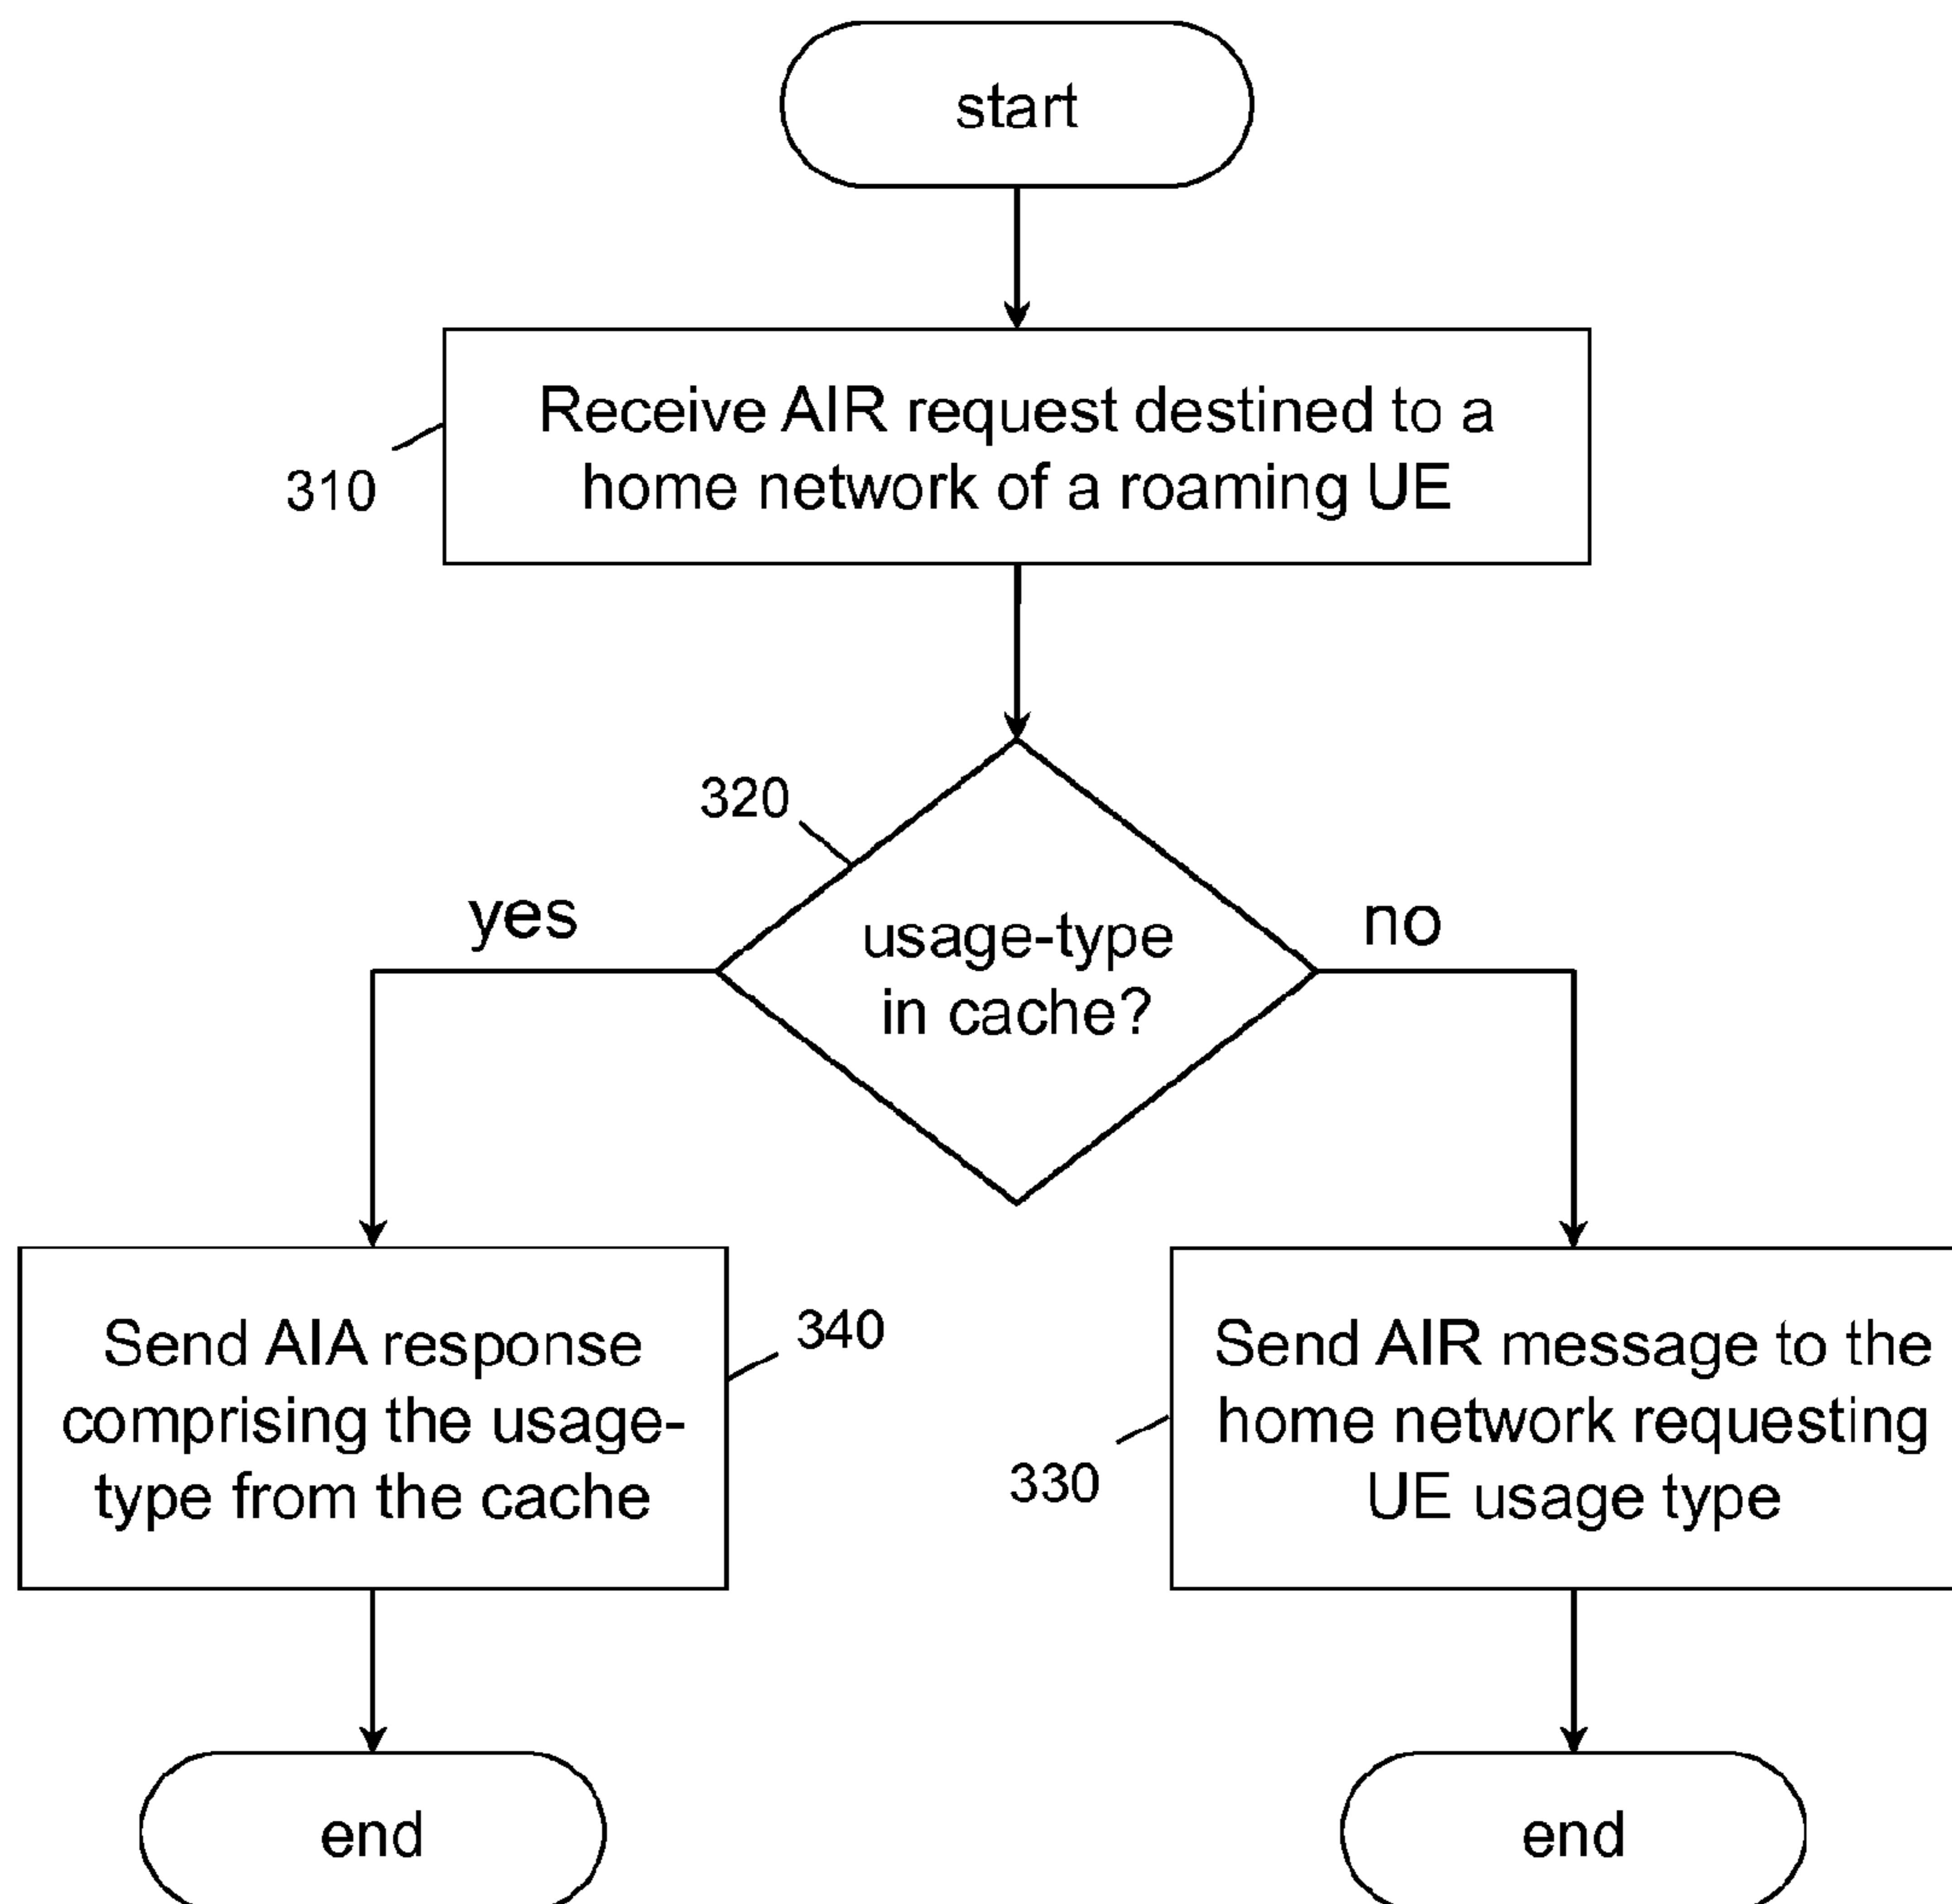 start
Receive AIR request destined to a
home network of a roaming UE
310
320
yes
no
usage-type
in cache?
Send AIA response
comprising the usage-
type from the cache
340
Send AIR message to the
home network requesting
UE usage type
330
end
end